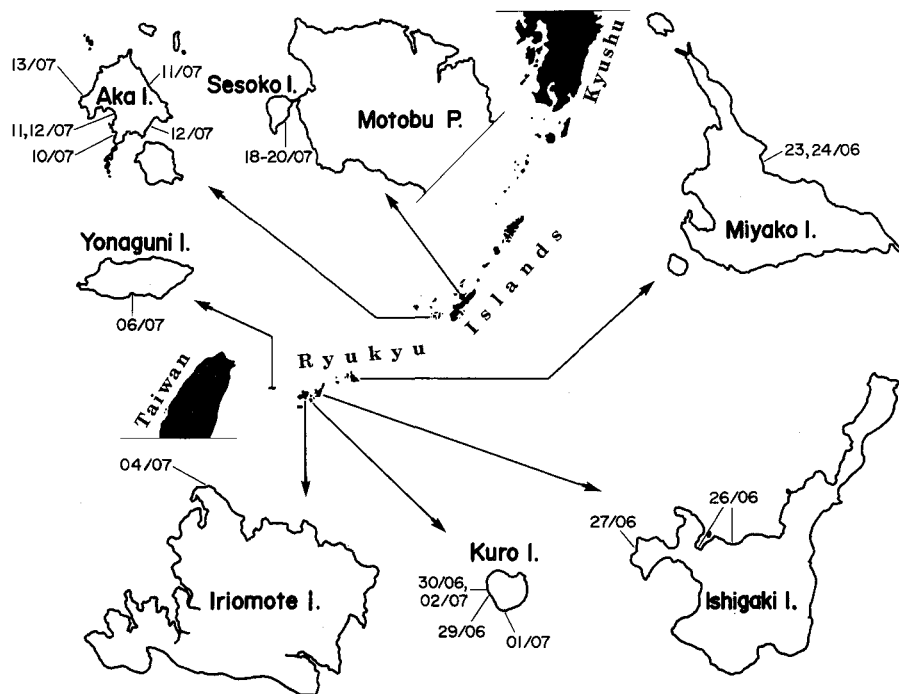 13/07
11/07
Aka I.
11,12/07
10/07
12/07
Sesoko I.
18-20/07
Motobu P.
Kyushu
23,24/06
Miyako I.
Yonaguni I.
06/07
Islands
Ryukyu
Taiwan
04/07
Iriomote I.
Kuro I.
30/06,
02/07
29/06
01/07
27/06
26/06
Ishigaki I.